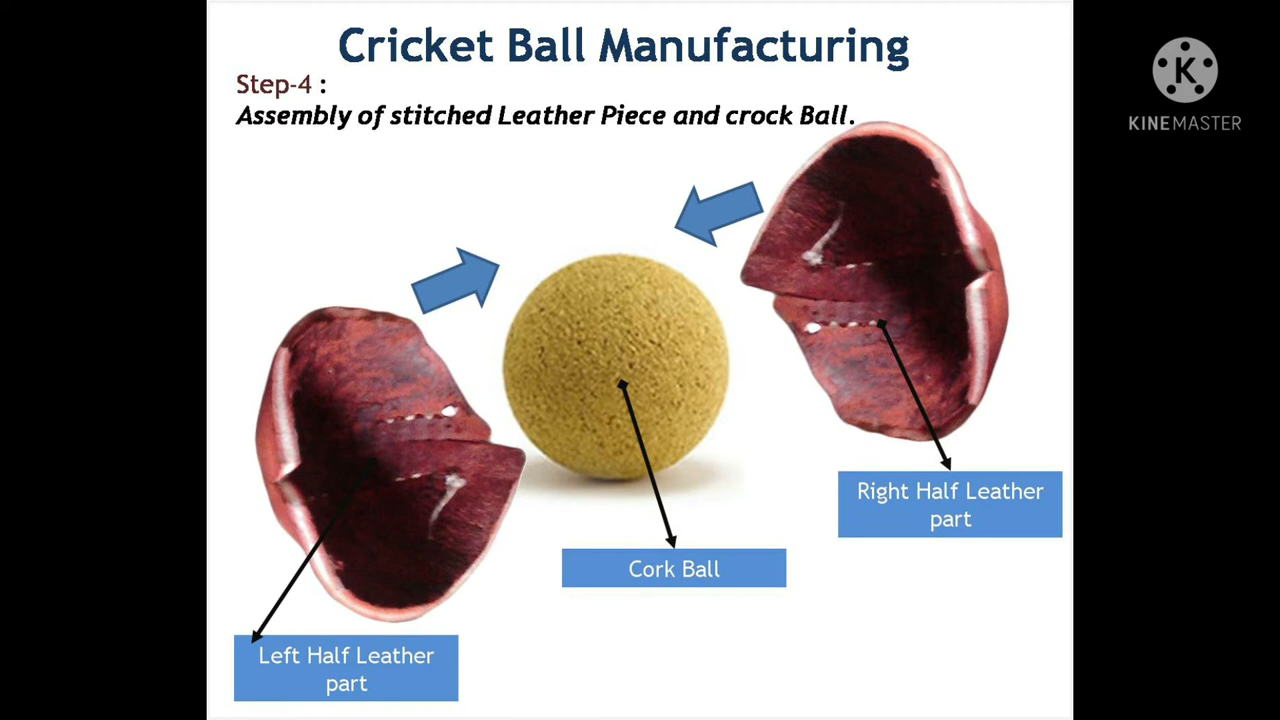 Cricket Ball Manufacturing
Step-4 :
Assembly of stitched Leather Piece and crock Ball.
K
KINEMASTER
Right Half Leather
part
Cork Ball
Left Half Leather
part